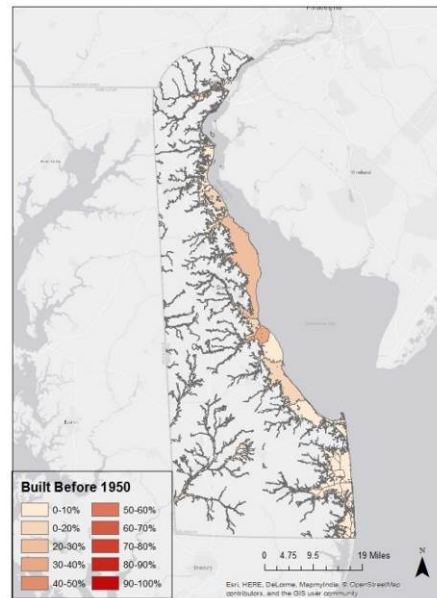 Built Before 1950
0-10%
0-20%
20-30%
30-40%
40-50%
50-60%
60-70%
70-80%
80-90%
90-100%
0 4.75 9.5 19 Miles
N
Esri, HERE, DeLorme, MapmyIndia, © OpenStreetMap
contributors, and the GIS user community